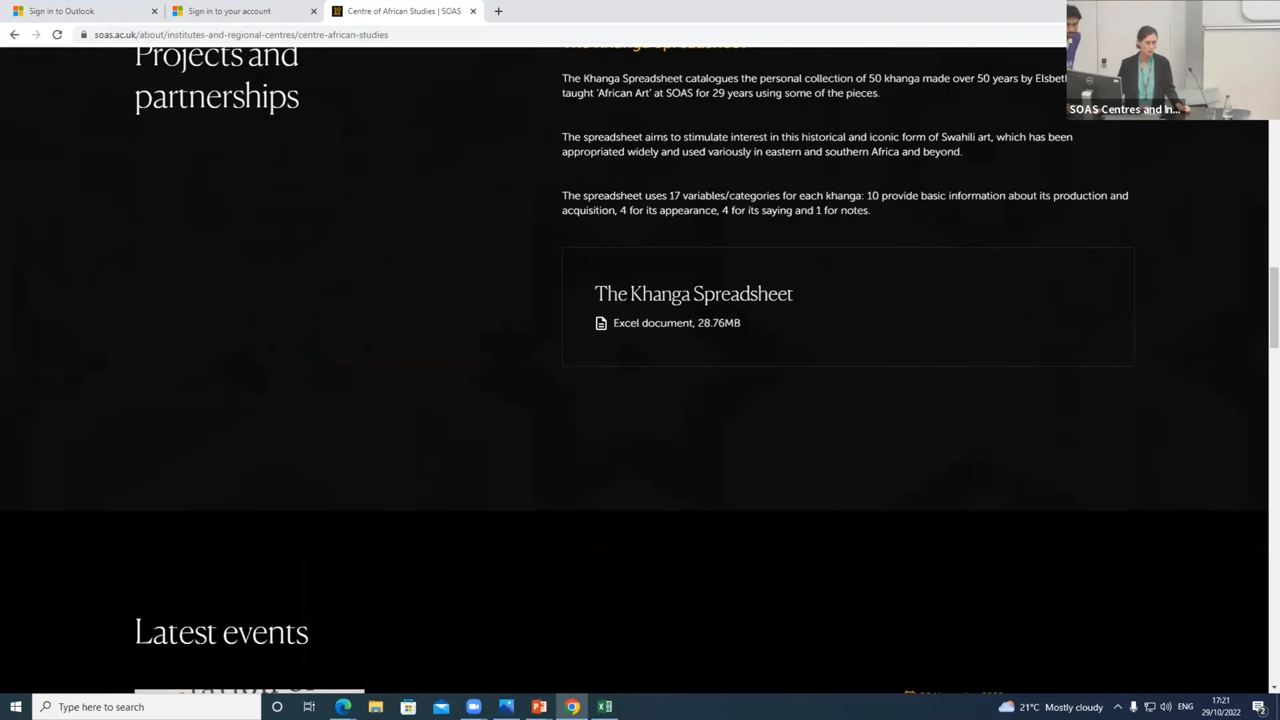 Sign in to Outlook
Sign in to your account
Centre of African Studies | SOAS
soas.ac.uk/about/institutes-and-regional-centres/centre-african-studies
Projects and
partnerships
The Khanga Spreadsheet
The Khanga Spreadsheet catalogues the personal collection of 50 khanga made over 50 years by Elsbeth
taught ‘African Art’ at SOAS for 29 years using some of the pieces.
The spreadsheet aims to stimulate interest in this historical and iconic form of Swahili art, which has been
appropriated widely and used variously in eastern and southern Africa and beyond.
The spreadsheet uses 17 variables/categories for each khanga: 10 provide basic information about its production and
acquisition, 4 for its appearance, 4 for its saying and 1 for notes.
The Khanga Spreadsheet
Excel document, 28.76MB
SOAS Centres and In...
Latest events
Type here to search
21°C Mostly cloudy
ENG
17:21
29/10/2022
2